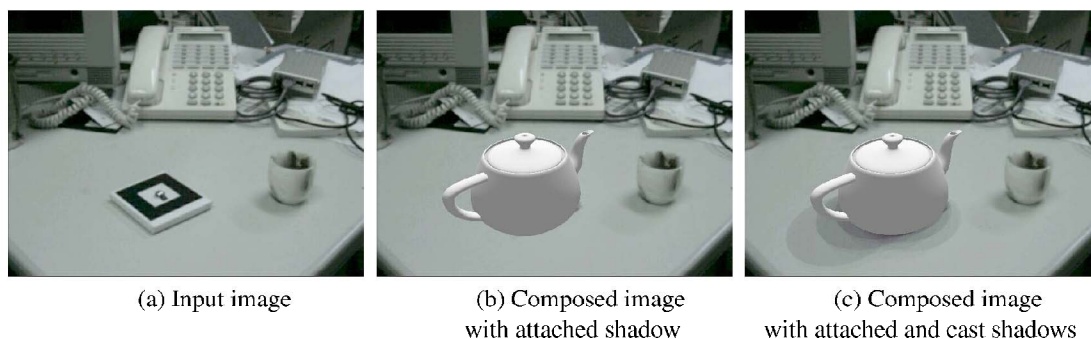 (a) Input image
(b) Composed image
with attached shadow
(c) Composed image
with attached and cast shadows